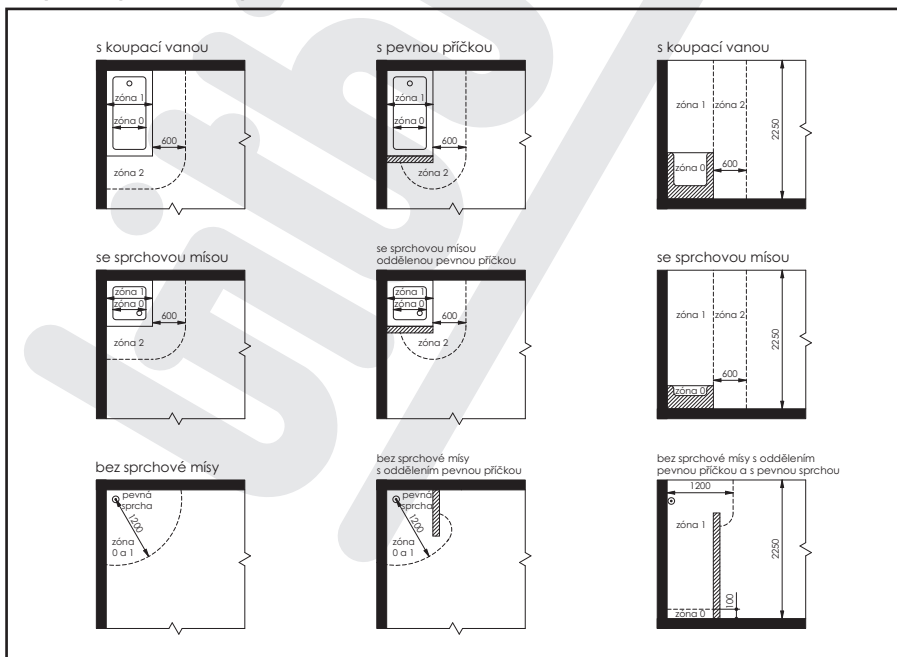 s koupací vanou
zóna 1
zóna 0
600
zóna 2
s pevnou příčkou
zóna 1
zóna 0
600
zóna 2
s koupací vanou
zóna 1
zóna 2
zóna 0
600
2250
se sprchovou mísou
zóna 1
zóna 0
600
zóna 2
se sprchovou mísou
oddělenou pevnou příčkou
zóna 1
zóna 0
600
zóna 2
se sprchovou mísou
zóna 1
zóna 2
600
zóna 0
2250
bez sprchové mísy
pevná
sprcha
1200
zóna
0 a 1
bez sprchové mísy
s oddělením pevnou příčkou
pevná
sprcha
1200
zóna
0 a 1
bez sprchové mísy s oddělením
pevnou příčkou a s pevnou sprchou
1200
zóna 1
2250
100
zóna 0